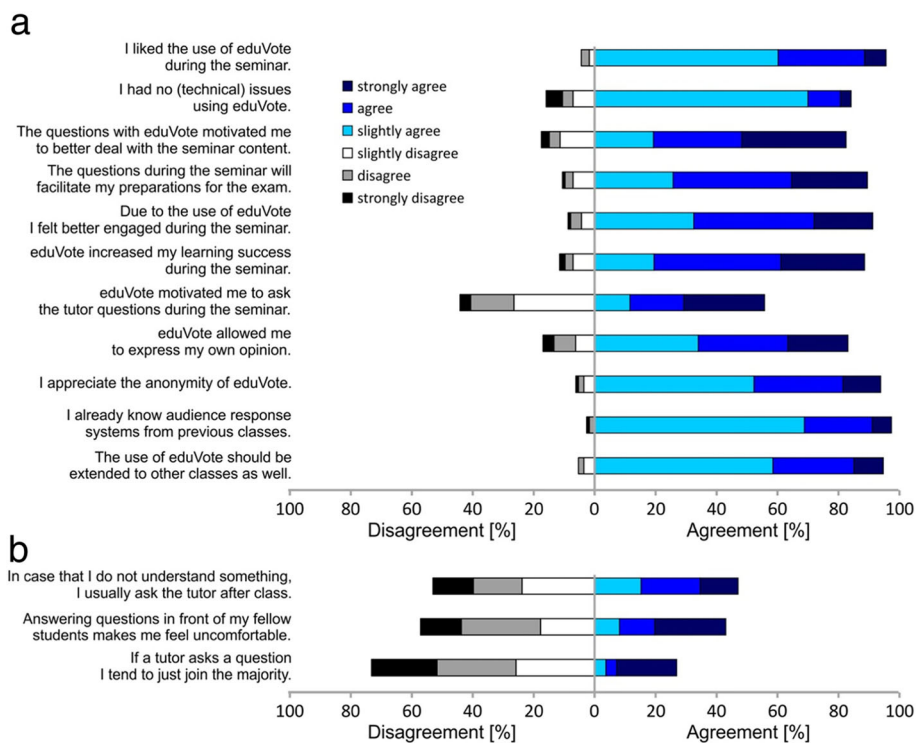 a
I liked the use of eduVote
during the seminar.
I had no (technical) issues
using eduVote.
The questions with eduVote motivated me
to better deal with the seminar content.
The questions during the seminar will
facilitate my preparations for the exam.
Due to the use of eduVote
I felt better engaged during the seminar.
eduVote increased my learning success
during the seminar.
eduVote motivated me to ask
the tutor questions during the seminar.
eduVote allowed me
to express my own opinion.
I appreciate the anonymity of eduVote.
I already know audience response
systems from previous classes.
The use of eduVote should be
extended to other classes as well.
strongly agree
agree
slightly agree
slightly disagree
disagree
strongly disagree
100 80 60 40 20 0 20 40 60 80 100
Disagreement [%] Agreement [%]
b
In case that I do not understand something,
I usually ask the tutor after class.
Answering questions in front of my fellow
students makes me feel uncomfortable.
If a tutor asks a question
I tend to just join the majority.
100 80 60 40 20 0 20 40 60 80 100
Disagreement [%] Agreement [%]